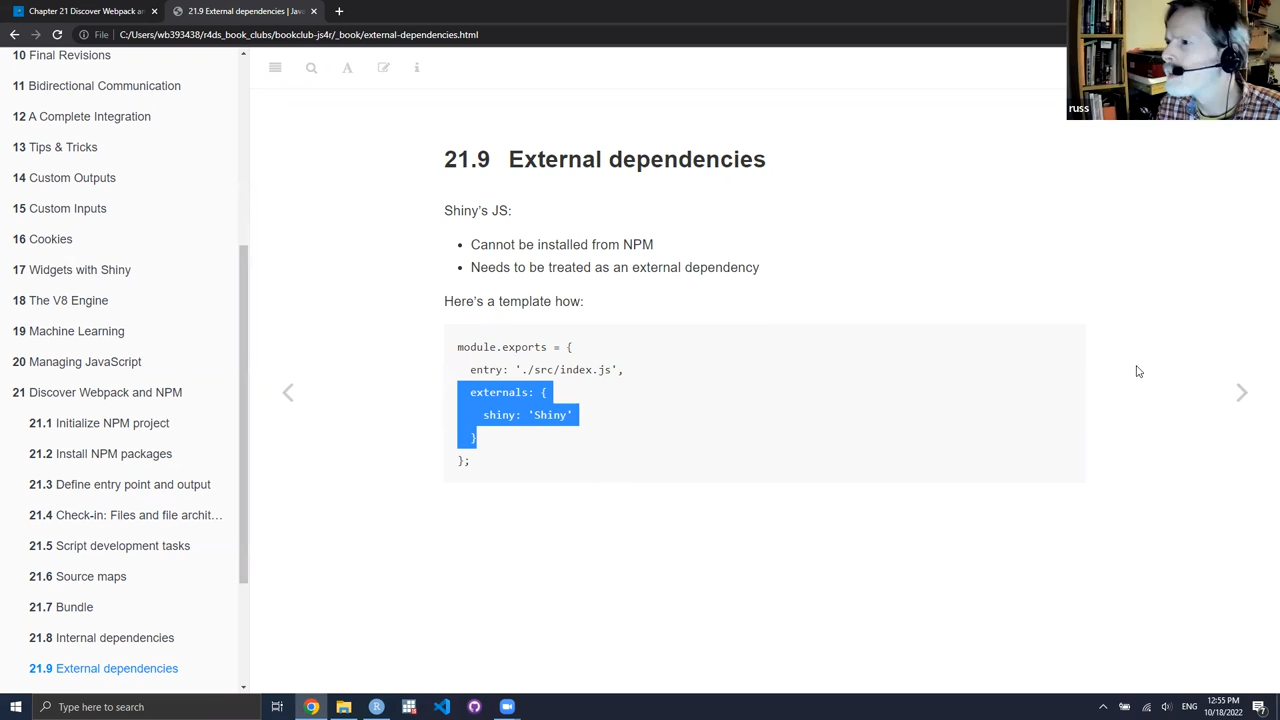 Chapter 21 Discover Webpack an
21.9 External dependencies | Java
File
C:/Users/wb393438/r4ds_book_clubs/bookclub-js4r/_book/external-dependencies.html
russ
10 Final Revisions
11 Bidirectional Communication
12 A Complete Integration
13 Tips & Tricks
14 Custom Outputs
15 Custom Inputs
16 Cookies
17 Widgets with Shiny
18 The V8 Engine
19 Machine Learning
20 Managing JavaScript
21 Discover Webpack and NPM
21.1 Initialize NPM project
21.2 Install NPM packages
21.3 Define entry point and output
21.4 Check-in: Files and file archit…
21.5 Script development tasks
21.6 Source maps
21.7 Bundle
21.8 Internal dependencies
21.9 External dependencies
21.9 External dependencies
Shiny's JS:
• Cannot be installed from NPM
• Needs to be treated as an external dependency
Here's a template how:
module.exports = {
entry: './src/index.js',
externals: {
shiny: 'Shiny'
}
};
Type here to search
ENG
12:55 PM
10/18/2022
7